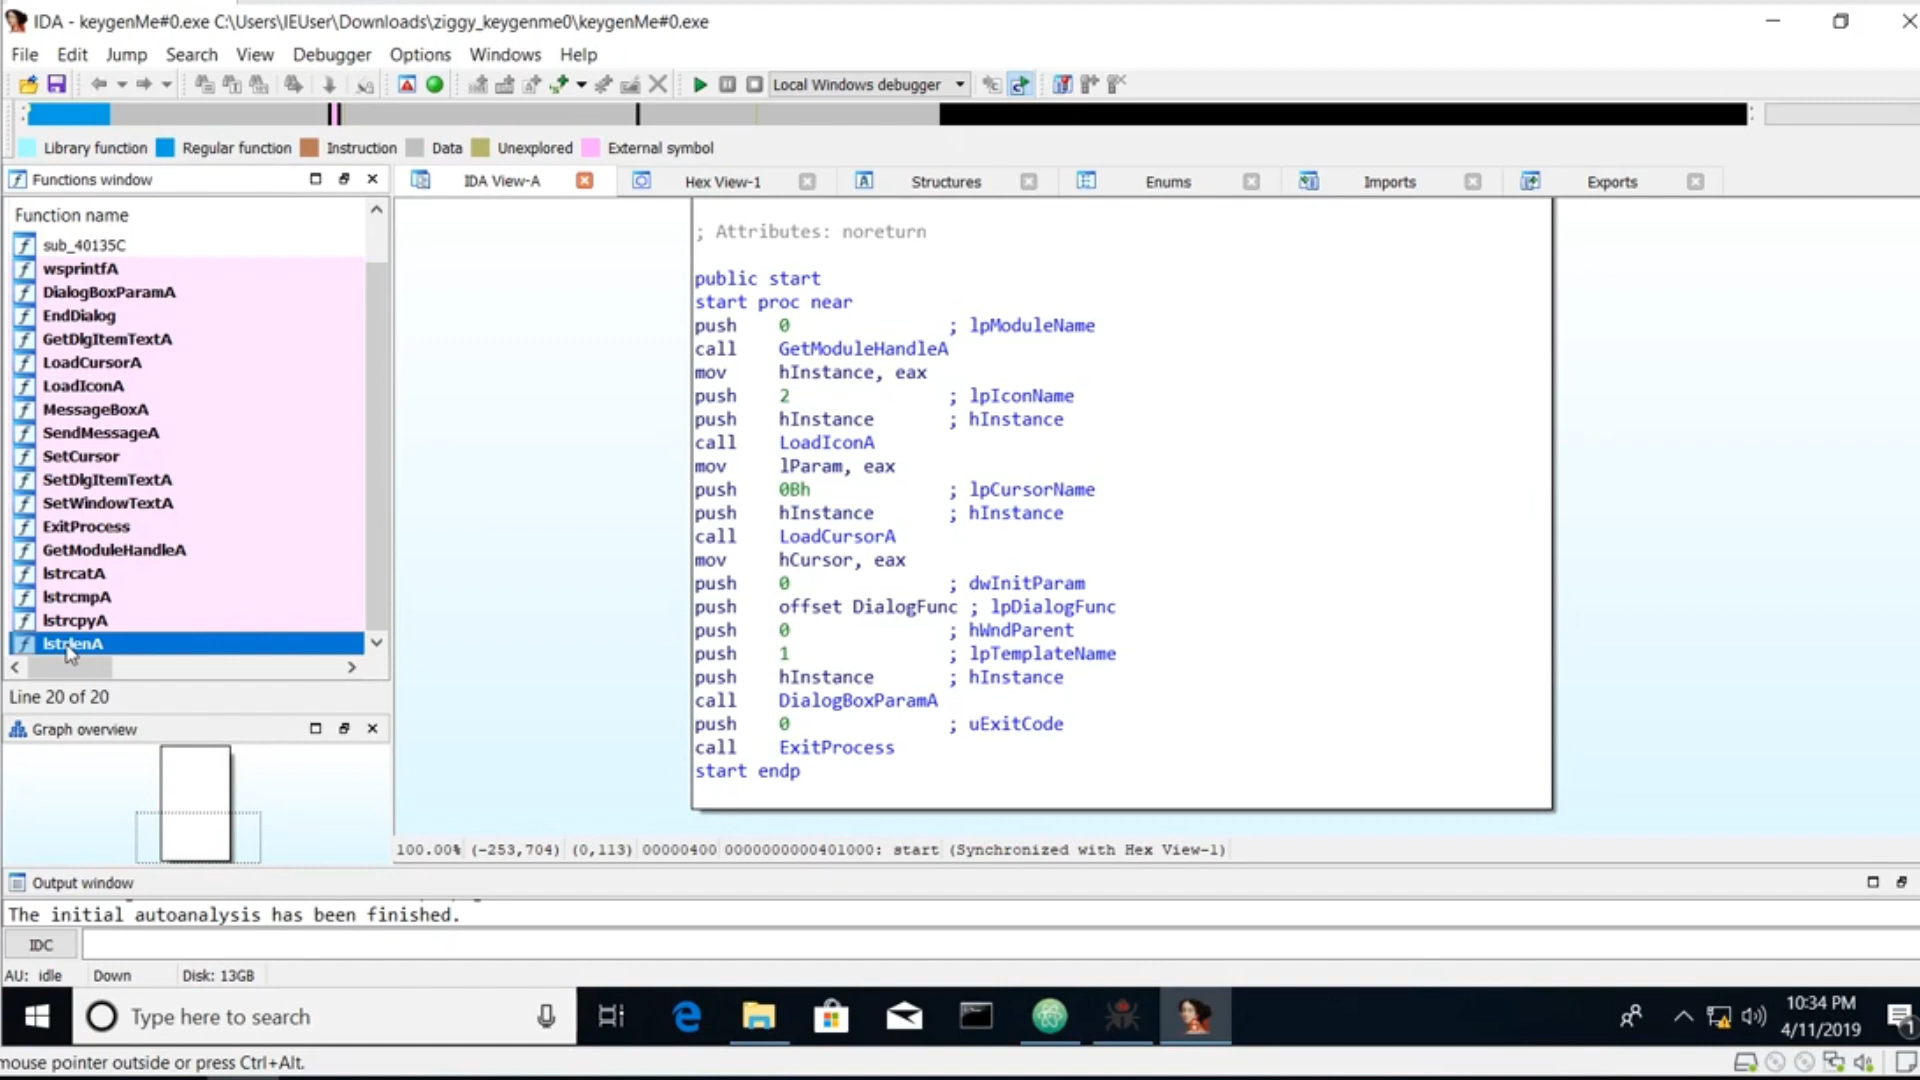 IDA - keygenMe#0.exe C:\Users\IEUser\Downloads\ziggy_keygenme0\keygenMe#0.exe
File Edit Jump Search View Debugger Options Windows Help
Local Windows debugger
Library function Regular function Instruction Data Unexplored External symbol
Functions window
IDA View-A Hex View-1 Structures Enums Imports Exports
Function name
sub_40135C
wsprintfA
DialogBoxParamA
EndDialog
GetDlgItemTextA
LoadCursorA
LoadIconA
MessageBoxA
SendMessageA
SetCursor
SetDlgItemTextA
SetWindowTextA
ExitProcess
GetModuleHandleA
lstrcatA
lstrcmpA
lstrcpyA
lstrlenA
Line 20 of 20
Graph overview
; Attributes: noreturn
public start
start proc near
push 0 ; lpModuleName
call GetModuleHandleA
mov hInstance, eax
push 2 ; lpIconName
push hInstance ; hInstance
call LoadIconA
mov lParam, eax
push 0Bh ; lpCursorName
push hInstance ; hInstance
call LoadCursorA
mov hCursor, eax
push 0 ; dwInitParam
push offset DialogFunc ; lpDialogFunc
push 0 ; hWndParent
push 1 ; lpTemplateName
push hInstance ; hInstance
call DialogBoxParamA
push 0 ; uExitCode
call ExitProcess
start endp
100.00% (-253,704) (0,113) 00000400 0000000000401000: start (Synchronized with Hex View-1)
Output window
The initial autoanalysis has been finished.
IDC
AU: idle Down Disk: 13GB
Type here to search
10:34 PM
4/11/2019
1
mouse pointer outside or press Ctrl+Alt.